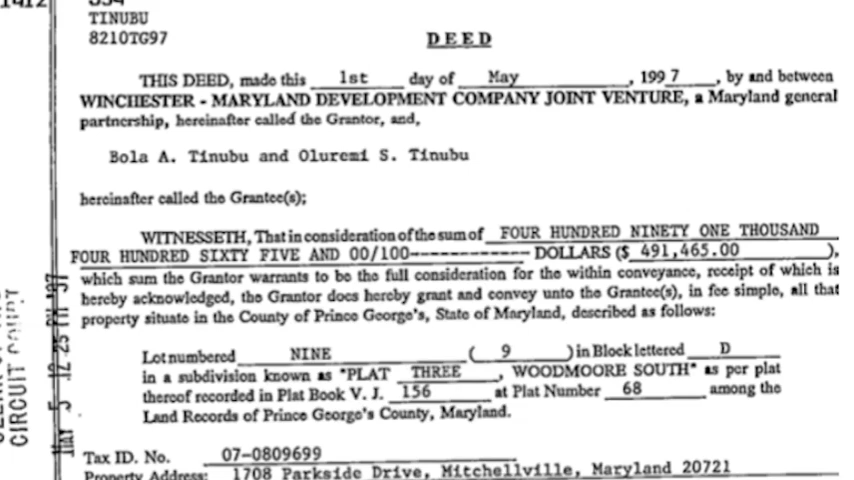 TINUBU
8210TG97
DEED
THIS DEED, made this 1st day of May , 1997 , by and between
WINCHESTER - MARYLAND DEVELOPMENT COMPANY JOINT VENTURE, a Maryland general
partnership, hereinafter called the Grantor, and,
Bola A. Tinubu and Oluremi S. Tinubu
hereinafter called the Grantee(s);
WITNESSETH, That in consideration of the sum of FOUR HUNDRED NINETY ONE THOUSAND
FOUR HUNDRED SIXTY FIVE AND 00/100------------- DOLLARS ($ 491,465.00 ),
which sum the Grantor warrants to be the full consideration for the within conveyance, receipt of which is
hereby acknowledged, the Grantor does hereby grant and convey unto the Grantee(s), in fee simple, all that
property situate in the County of Prince George's, State of Maryland, described as follows:
Lot numbered NINE ( 9 ) in Block lettered D
in a subdivision known as "PLAT THREE , WOODMOORE SOUTH" as per plat
thereof recorded in Plat Book V. J. 156 at Plat Number 68 among the
Land Records of Prince George's County, Maryland.
Tax ID. No. 07-0809699
Property Address: 1708 Parkside Drive, Mitchellville, Maryland 20721
MAY 5 12 25 PM '97
CIRCUIT